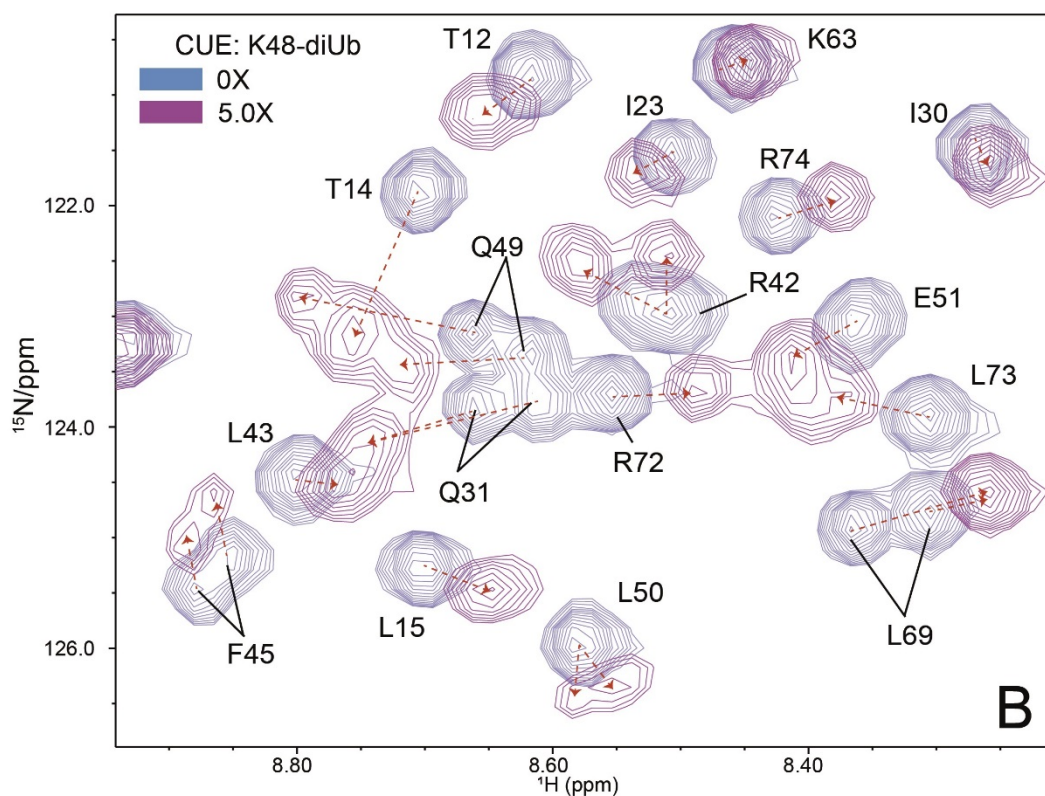 CUE: K48-diUb
0X
5.0X
T12
K63
I23
I30
T14
R74
Q49
R42
E51
L73
L43
R72
Q31
L15
L50
F45
L69
B
122.0
124.0
126.0
¹⁵N/ppm
8.80
8.60
8.40
¹H (ppm)